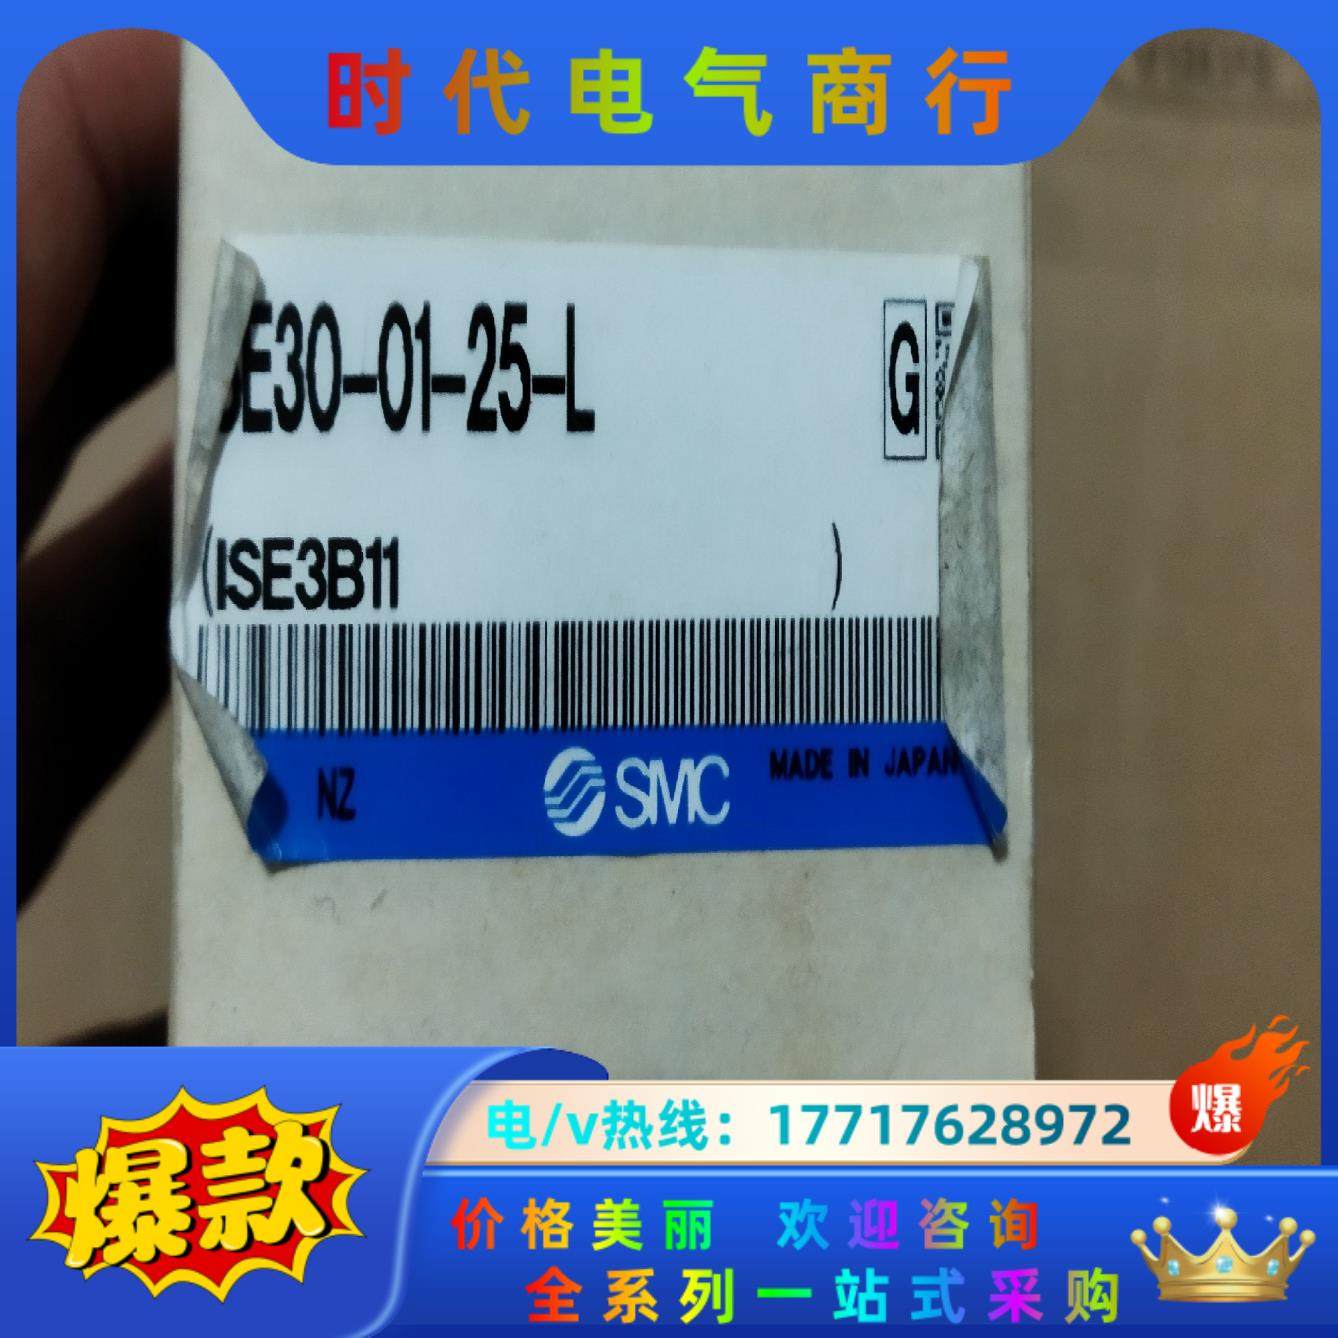 时代电气商行
SE30-01-25-L
G
(ISE3B11 )
NZ
SMC
MADE IN JAPAN
爆款
电/v热线：17717628972
爆
价格美丽 欢迎咨询
全系列一站式采购